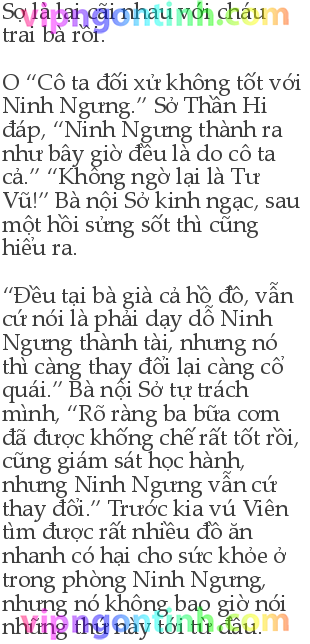 Sợ là lại cãi nhau với cháu
vipngontinh.com
trai bà rồi.
O “Cô ta đối xử không tốt với
Ninh Ngưng.” Sở Thần Hi
đáp, “Ninh Ngưng thành ra
như bây giờ đều là do cô ta
cả.” “Không ngờ lại là Tư
Vũ!” Bà nội Sở kinh ngạc, sau
một hồi sửng sốt thì cũng
hiểu ra.
“Đều tại bà già cả hồ đồ, vẫn
cứ nói là phải dạy dỗ Ninh
Ngưng thành tài, nhưng nó
thì càng thay đổi lại càng cổ
quái.” Bà nội Sở tự trách
mình, “Rõ ràng ba bữa cơm
đã được khống chế rất tốt rồi,
cũng giám sát học hành,
nhưng Ninh Ngưng vẫn cứ
thay đổi.” Trước kia vú Viên
tìm được rất nhiều đồ ăn
nhanh có hại cho sức khỏe ở
trong phòng Ninh Ngưng,
nhưng nó không bao giờ nói
vipngontinh.com
những thứ này tới từ đâu.